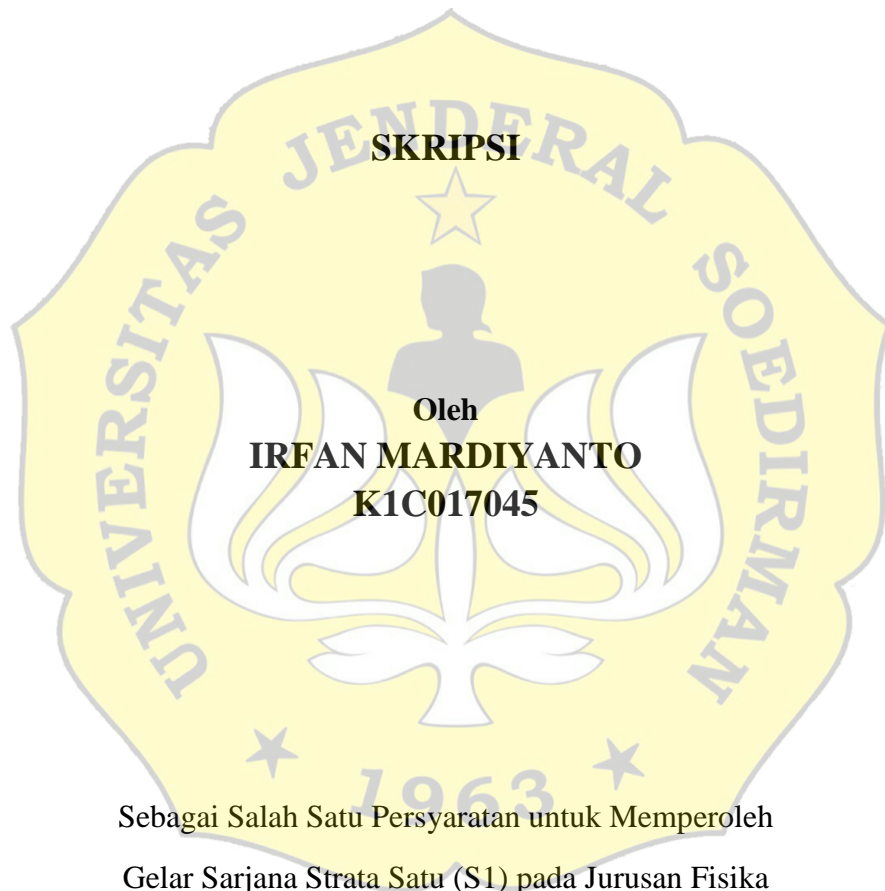 UNIVERSITAS JENDERAL SOEDIRMAN
SKRIPSI
Oleh
IRFAN MARDIYANTO
K1C017045
1963
Sebagai Salah Satu Persyaratan untuk Memperoleh
Gelar Sarjana Strata Satu (S1) pada Jurusan Fisika